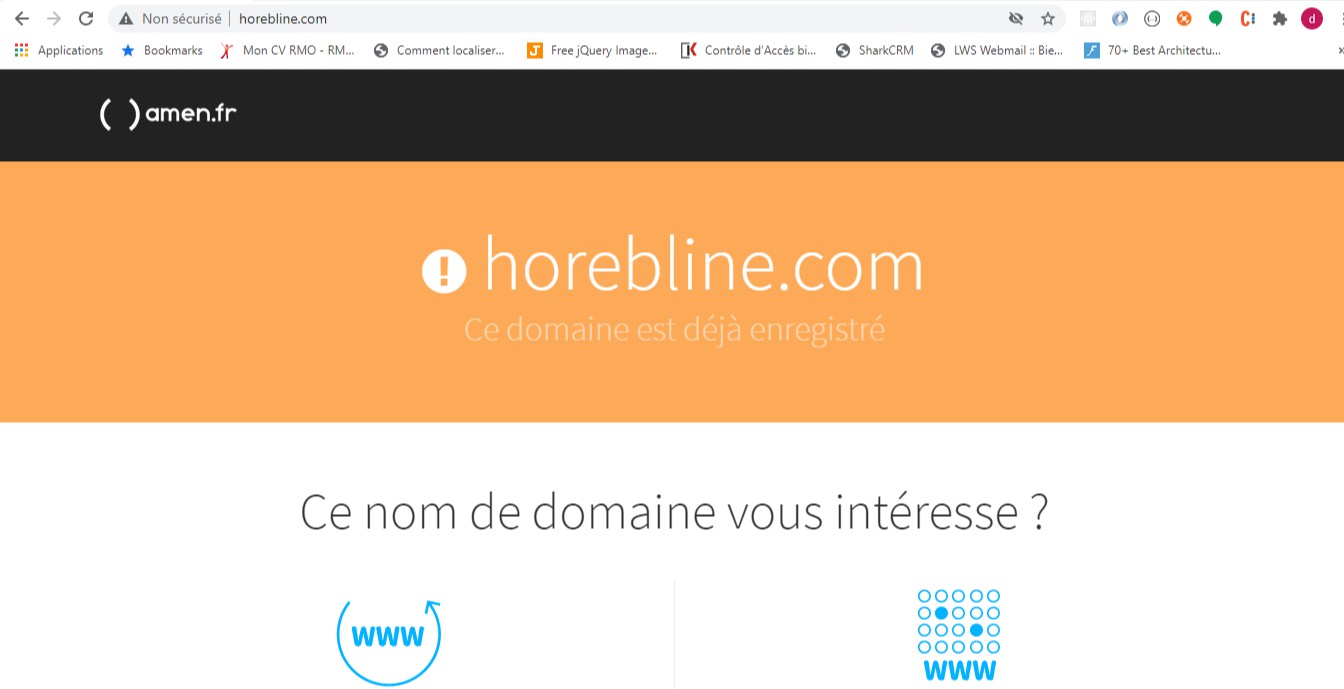 Non sécurisé horebline.com
Applications Bookmarks Mon CV RMO - RM... Comment localiser... Free jQuery Image... Contrôle d'Accès bi... SharkCRM LWS Webmail :: Bie... 70+ Best Architectu...
( ) amen.fr
! horebline.com
Ce domaine est déjà enregistré
Ce nom de domaine vous intéresse ?
www
www